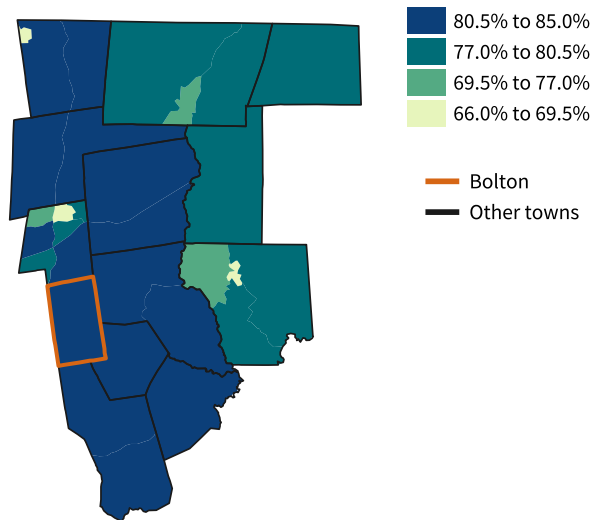 80.5% to 85.0%
77.0% to 80.5%
69.5% to 77.0%
66.0% to 69.5%
Bolton
Other towns